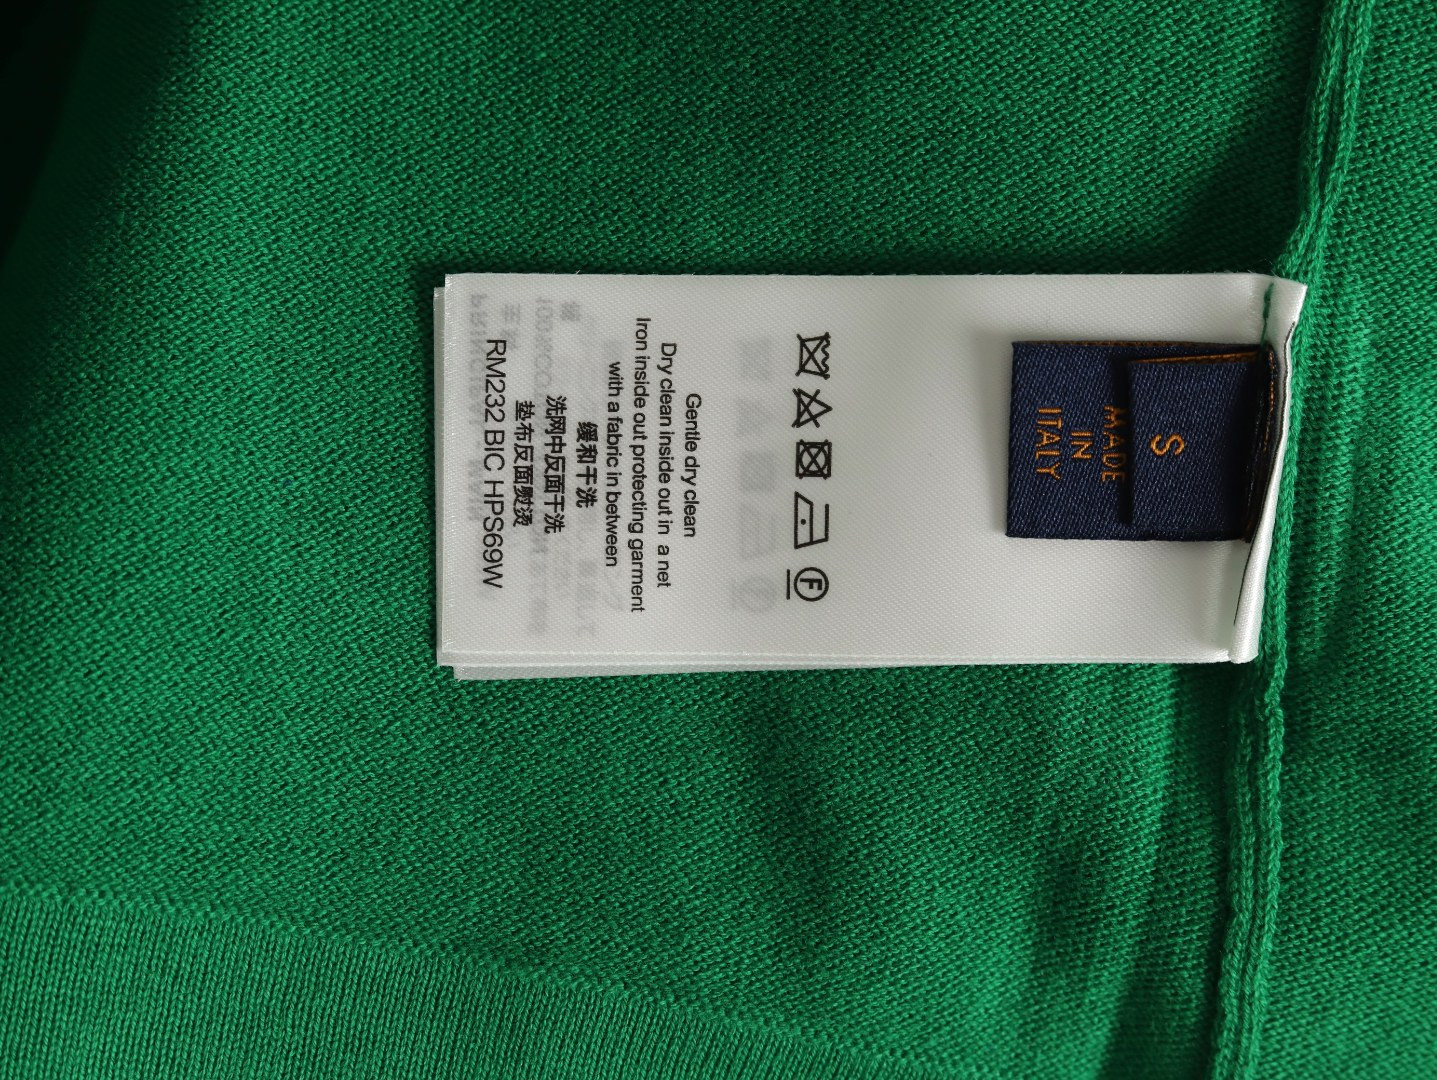 S
MADE
IN
ITALY
F
Gentle dry clean
Dry clean inside out in a net
Iron inside out protecting garment
with a fabric in between
缓和干洗
洗网中反面干洗
垫布反面熨烫
RM232 BIC HPS69W